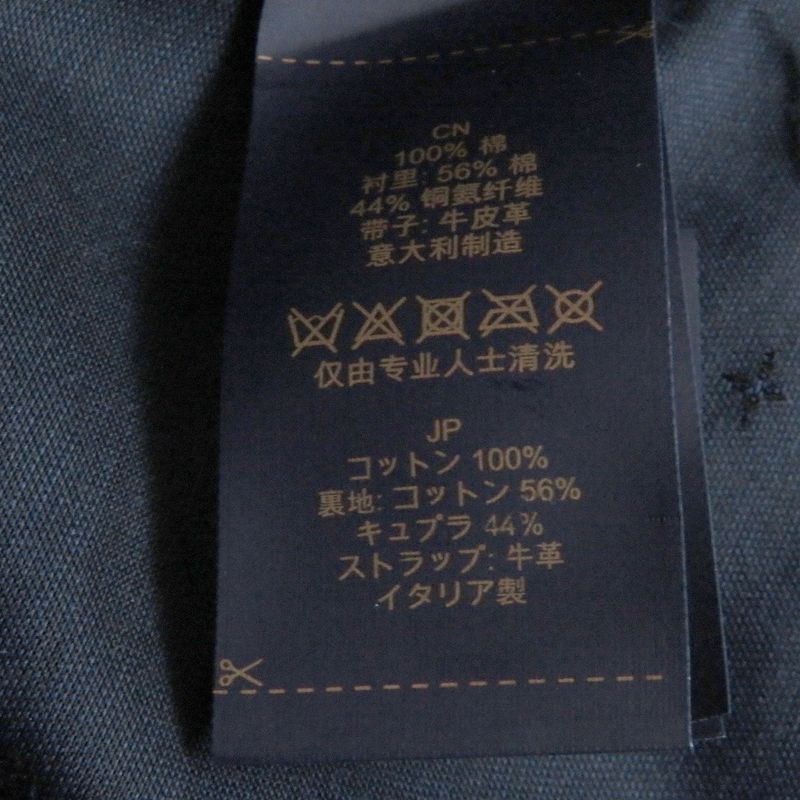 CN
100% 棉
衬里: 56% 棉
44% 铜氨纤维
带子: 牛皮革
意大利制造
仅由专业人士清洗
JP
コットン 100%
裏地: コットン 56%
キュプラ 44%
ストラップ: 牛革
イタリア製